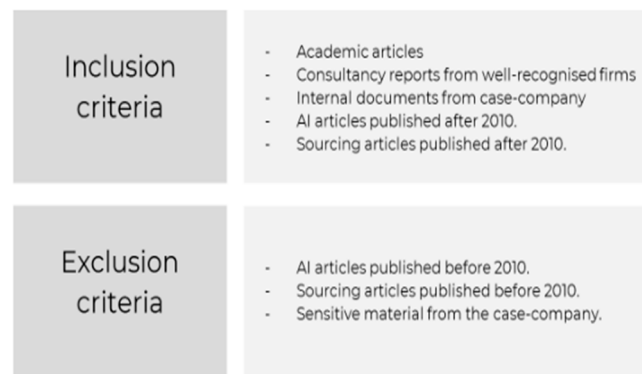 Inclusion
criteria
- Academic articles
- Consultancy reports from well-recognised firms
- Internal documents from case-company
- AI articles published after 2010.
- Sourcing articles published after 2010.
Exclusion
criteria
- AI articles published before 2010.
- Sourcing articles published before 2010.
- Sensitive material from the case-company.